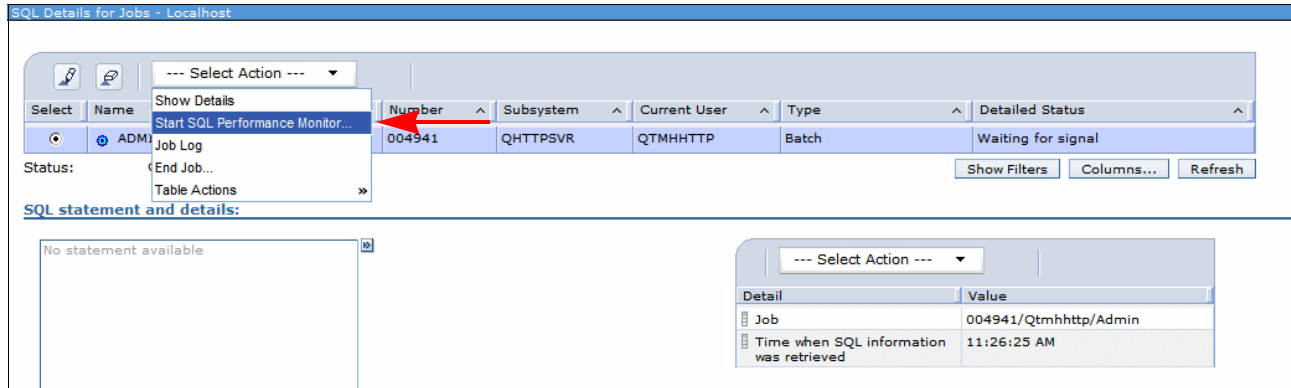 SQL Details for Jobs - Localhost
--- Select Action ---
Select Name Number Subsystem Current User Type Detailed Status
Show Details
Start SQL Performance Monitor...
004941 QHTTPSVR QTMHHTTP Batch Waiting for signal
Job Log
Status:
End Job...
Show Filters Columns... Refresh
Table Actions »
SQL statement and details:
No statement available
»
--- Select Action ---
Detail Value
Job 004941/Qtmhhttp/Admin
Time when SQL information 11:26:25 AM
was retrieved